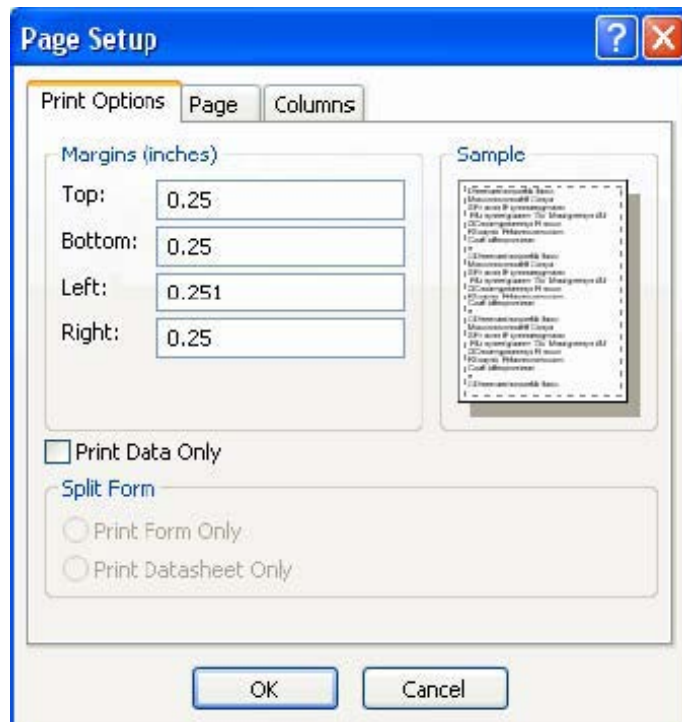 Page Setup
Print Options Page Columns
Margins (inches) Sample
Top: 0.25
Bottom: 0.25
Left: 0.251
Right: 0.25
Print Data Only
Split Form
Print Form Only
Print Datasheet Only
OK Cancel